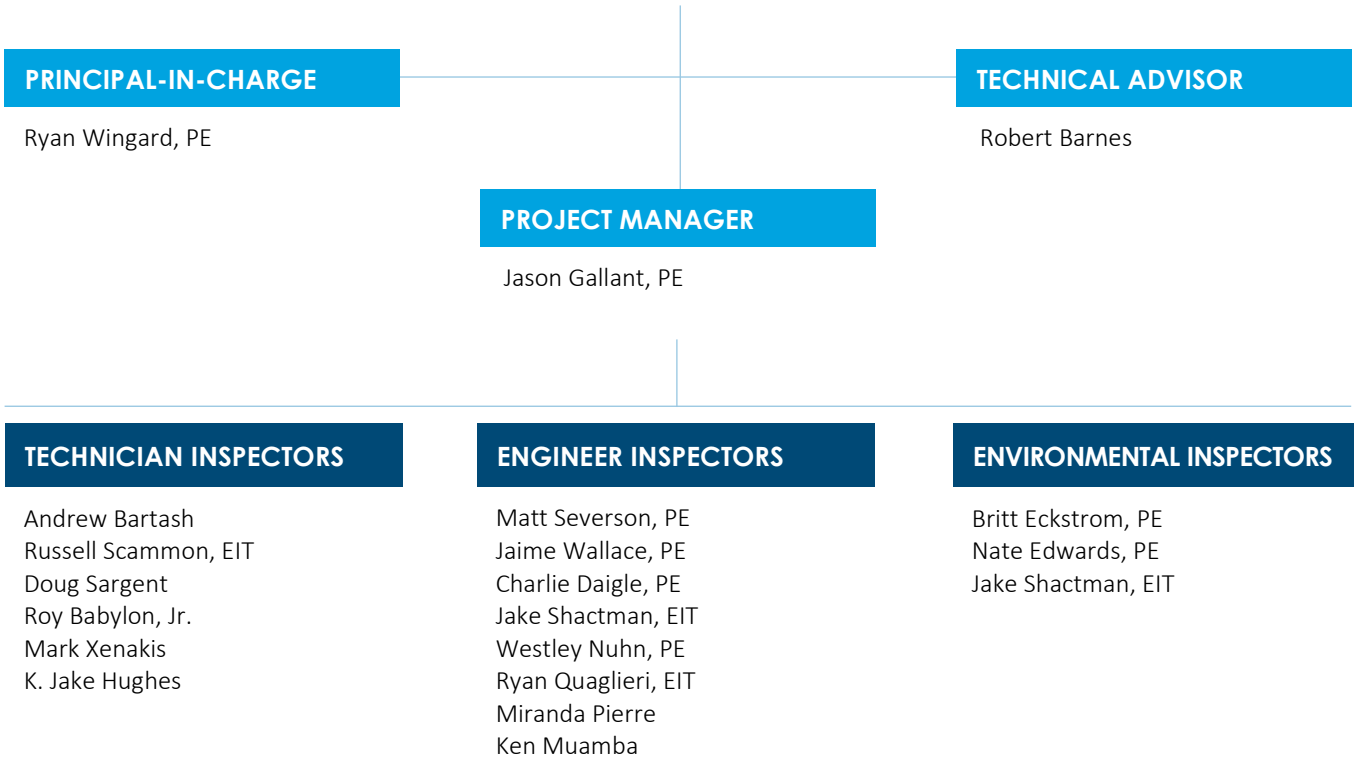 PRINCIPAL-IN-CHARGE
Ryan Wingard, PE
TECHNICAL ADVISOR
Robert Barnes
PROJECT MANAGER
Jason Gallant, PE
TECHNICIAN INSPECTORS
Andrew Bartash
Russell Scammon, EIT
Doug Sargent
Roy Babylon, Jr.
Mark Xenakis
K. Jake Hughes
ENGINEER INSPECTORS
Matt Severson, PE
Jaime Wallace, PE
Charlie Daigle, PE
Jake Shactman, EIT
Westley Nuhn, PE
Ryan Quaglieri, EIT
Miranda Pierre
Ken Muamba
ENVIRONMENTAL INSPECTORS
Britt Eckstrom, PE
Nate Edwards, PE
Jake Shactman, EIT